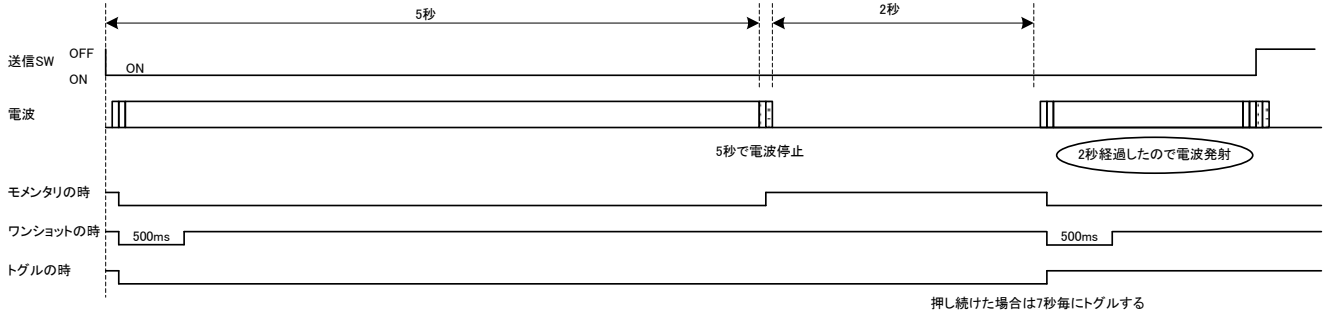 5秒
2秒
送信SW
OFF
ON
ON
電波
5秒で電波停止
2秒経過したので電波発射
モメンタリの時
ワンショットの時
500ms
500ms
トグルの時
押し続けた場合は7秒毎にトグルする